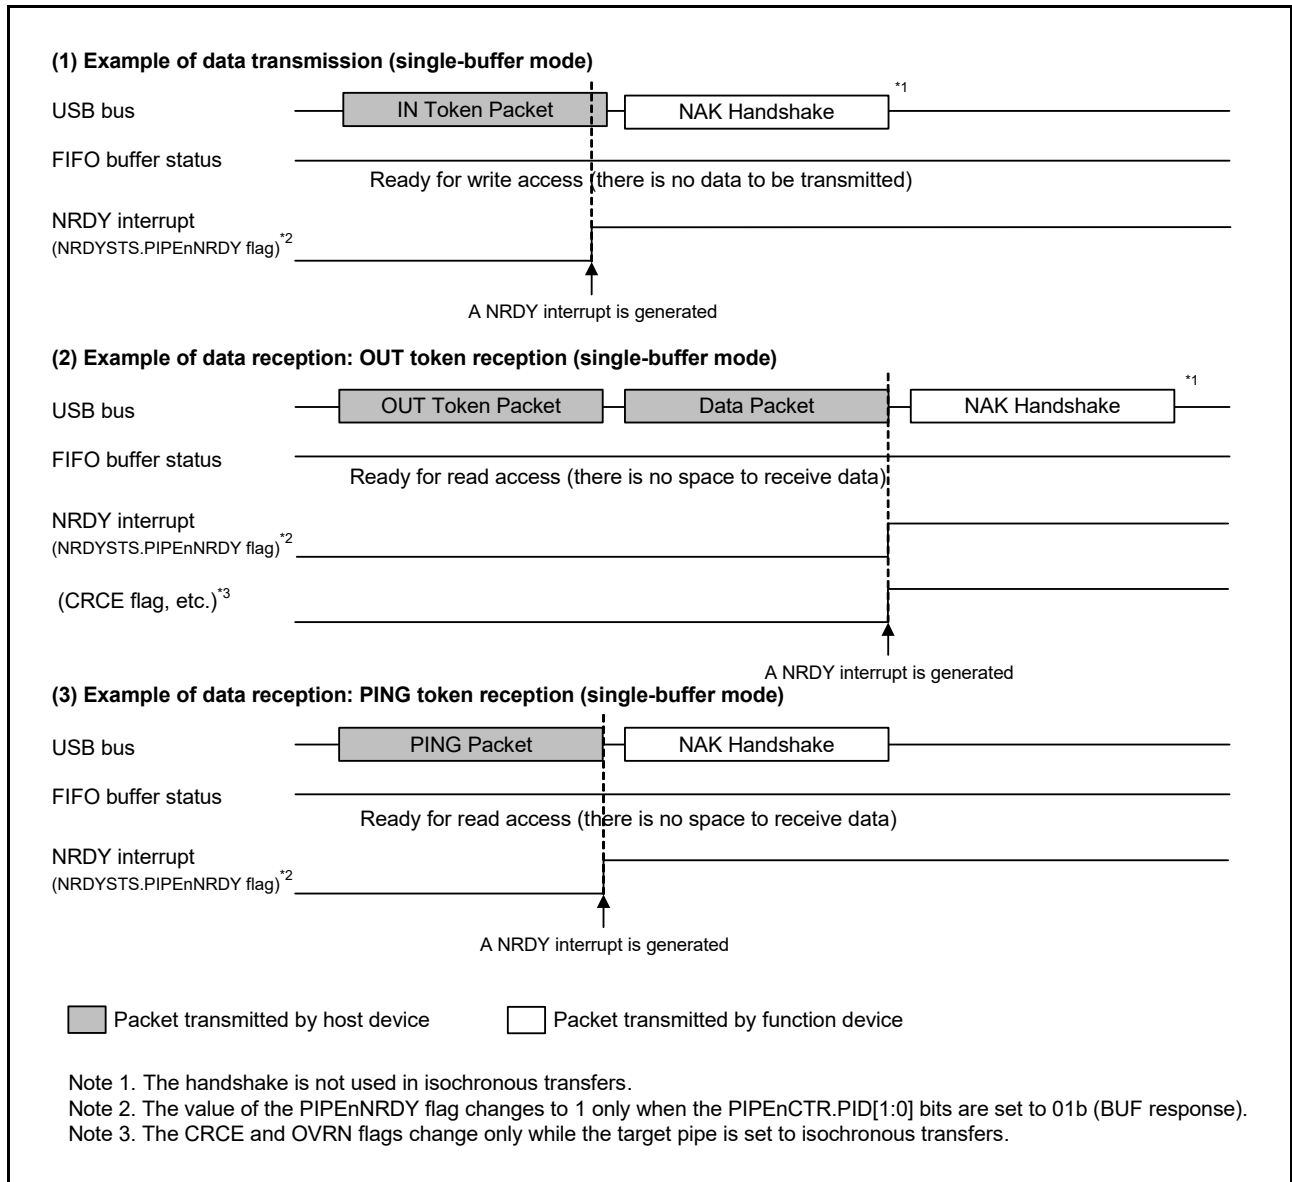 (1) Example of data transmission (single-buffer mode)
USB bus
IN Token Packet
NAK Handshake
*1
FIFO buffer status
Ready for write access (there is no data to be transmitted)
NRDY interrupt
(NRDYSTS.PIPEnNRDY flag)*2
A NRDY interrupt is generated
(2) Example of data reception: OUT token reception (single-buffer mode)
USB bus
OUT Token Packet
Data Packet
NAK Handshake
*1
FIFO buffer status
Ready for read access (there is no space to receive data)
NRDY interrupt
(NRDYSTS.PIPEnNRDY flag)*2
(CRCE flag, etc.)*3
A NRDY interrupt is generated
(3) Example of data reception: PING token reception (single-buffer mode)
USB bus
PING Packet
NAK Handshake
FIFO buffer status
Ready for read access (there is no space to receive data)
NRDY interrupt
(NRDYSTS.PIPEnNRDY flag)*2
A NRDY interrupt is generated
Packet transmitted by host device
Packet transmitted by function device
Note 1. The handshake is not used in isochronous transfers.
Note 2. The value of the PIPEnNRDY flag changes to 1 only when the PIPEnCTR.PID[1:0] bits are set to 01b (BUF response).
Note 3. The CRCE and OVRN flags change only while the target pipe is set to isochronous transfers.